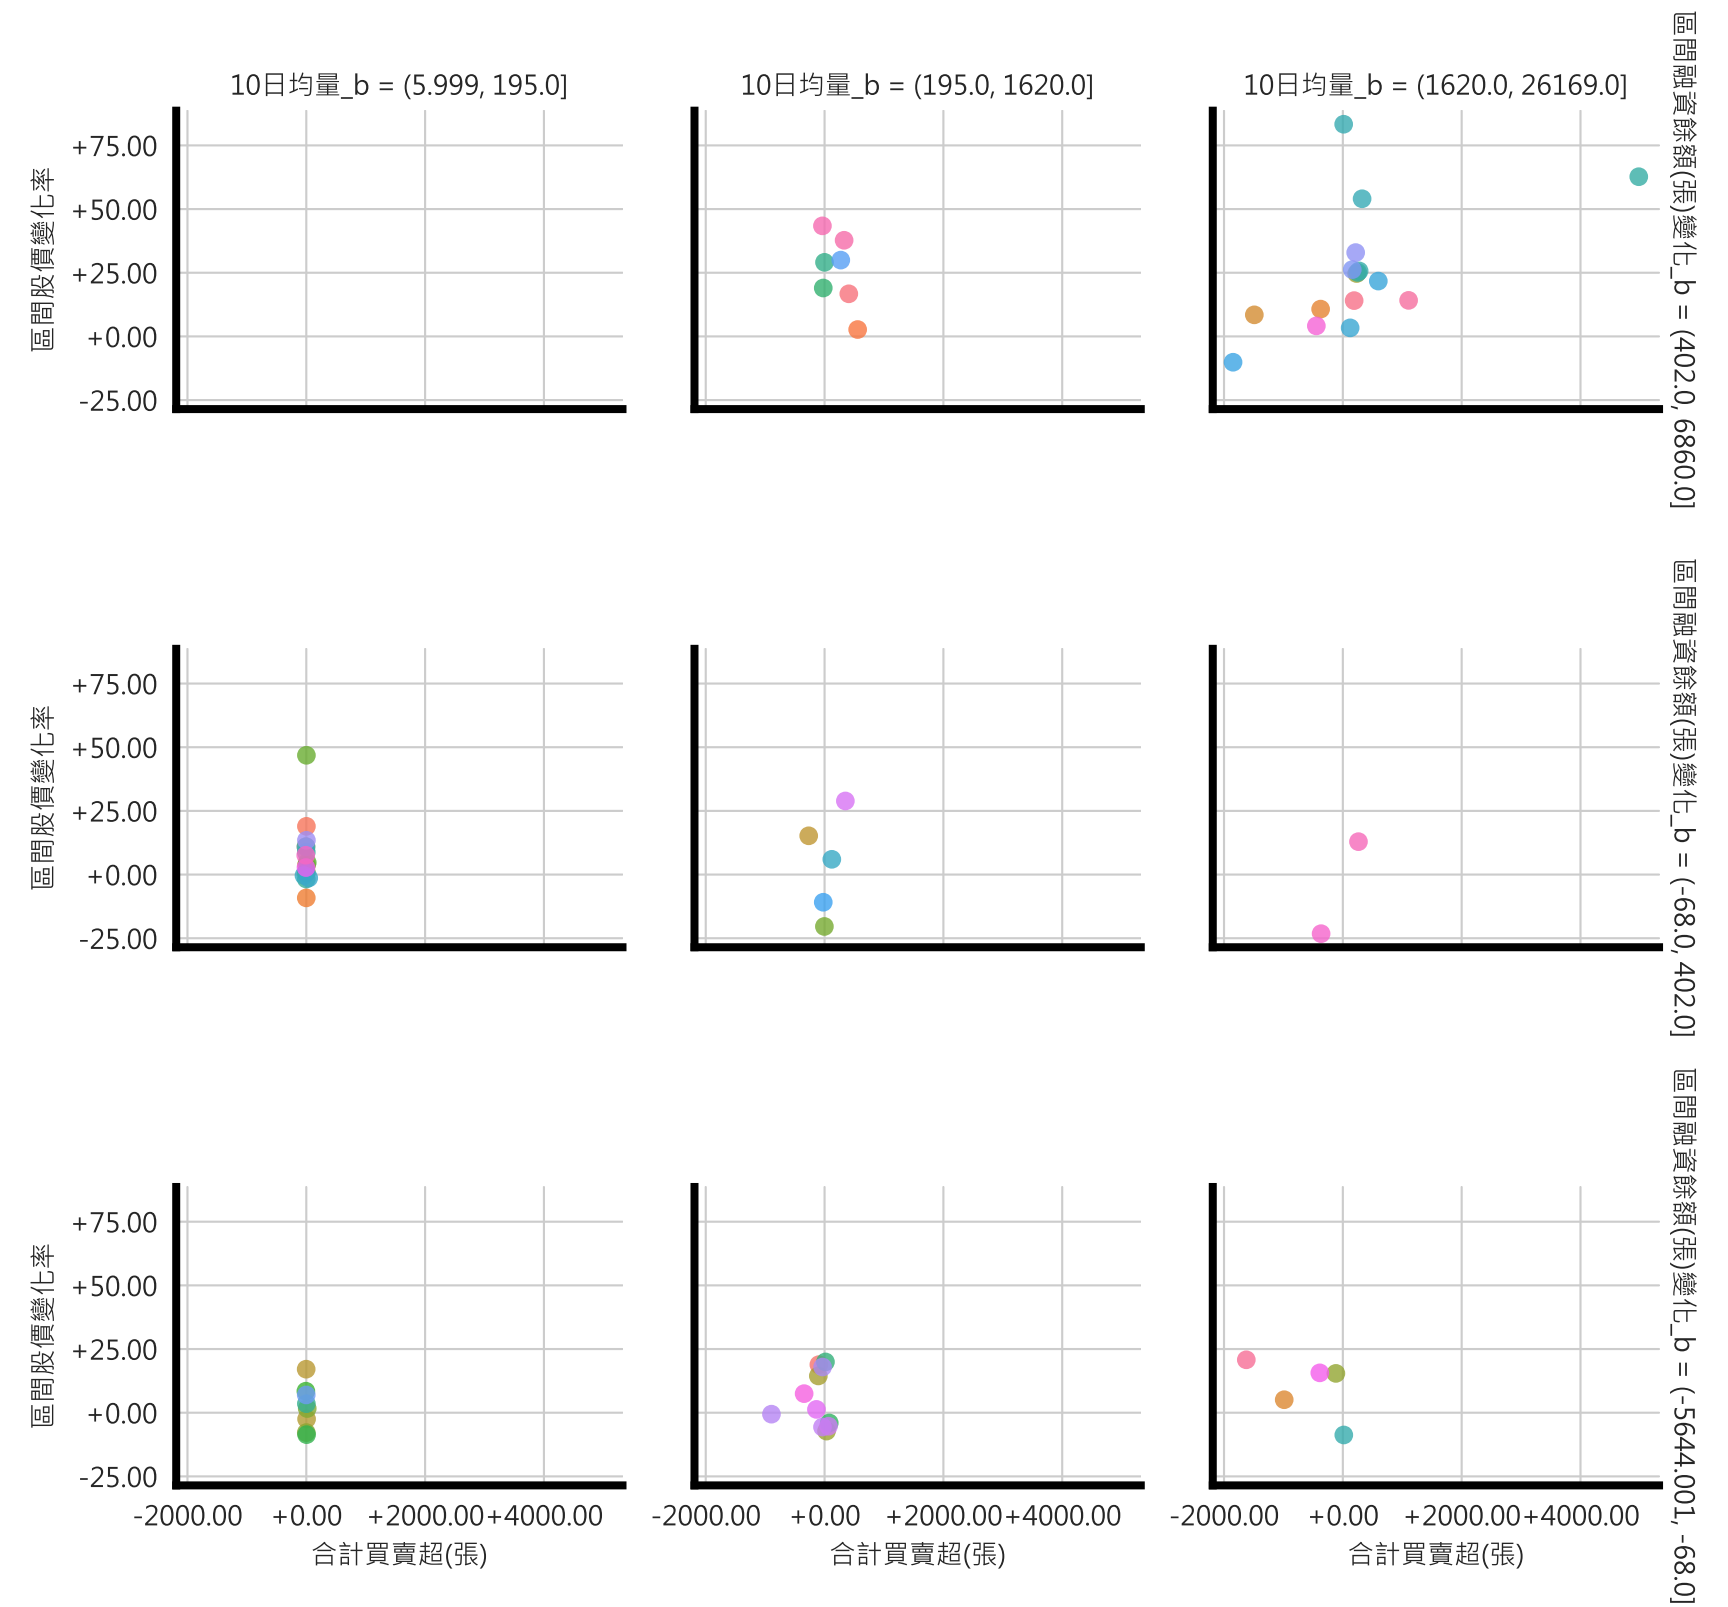 10日均量_b = (5.999, 195.0]
10日均量_b = (195.0, 1620.0]
10日均量_b = (1620.0, 26169.0]
區間融資餘額(張)變化_b = (402.0, 6860.0]
區間股價變化率
+75.00
+50.00
+25.00
+0.00
-25.00
區間融資餘額(張)變化_b = (-68.0, 402.0]
區間股價變化率
+75.00
+50.00
+25.00
+0.00
-25.00
區間融資餘額(張)變化_b = (-5644.001, -68.0]
區間股價變化率
+75.00
+50.00
+25.00
+0.00
-25.00
-2000.00 +0.00 +2000.00 +4000.00
-2000.00 +0.00 +2000.00 +4000.00
-2000.00 +0.00 +2000.00 +4000.00
合計買賣超(張)
合計買賣超(張)
合計買賣超(張)